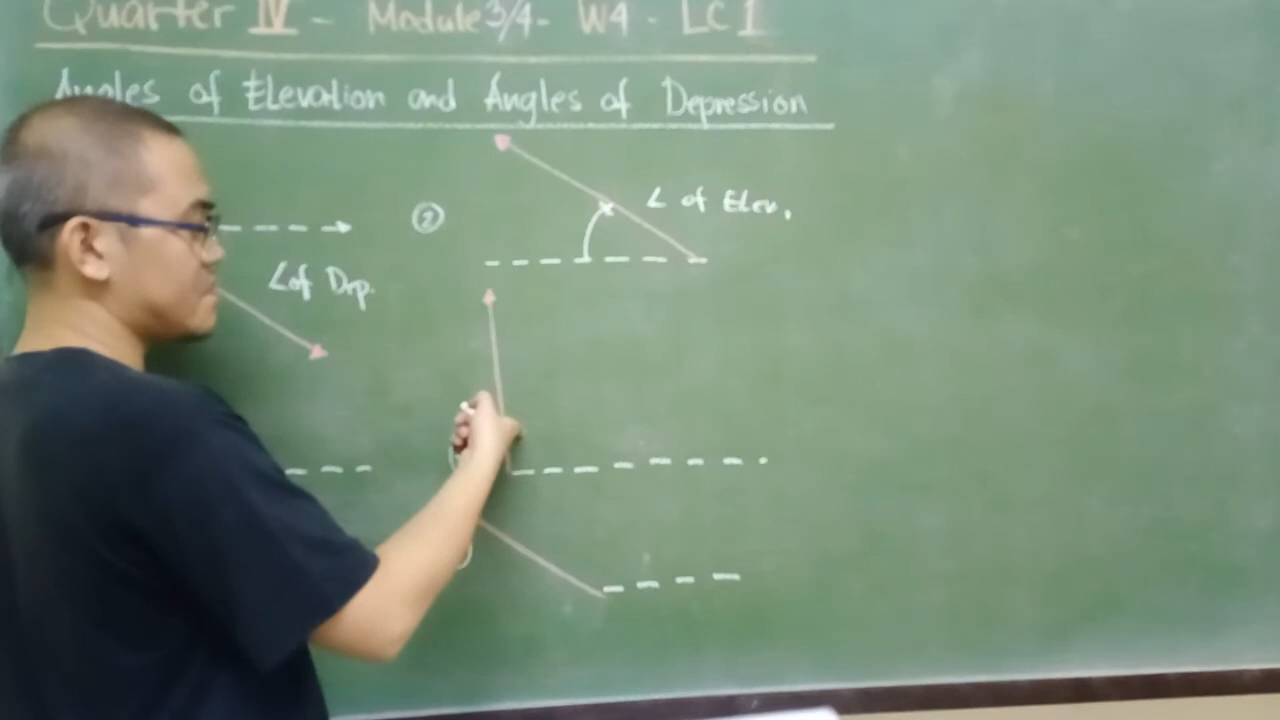 Quarter IV - Module 3/4 - W4 - LC 1
Angles of Elevation and Angles of Depression
②
∠ of Elev.
∠of Dep.